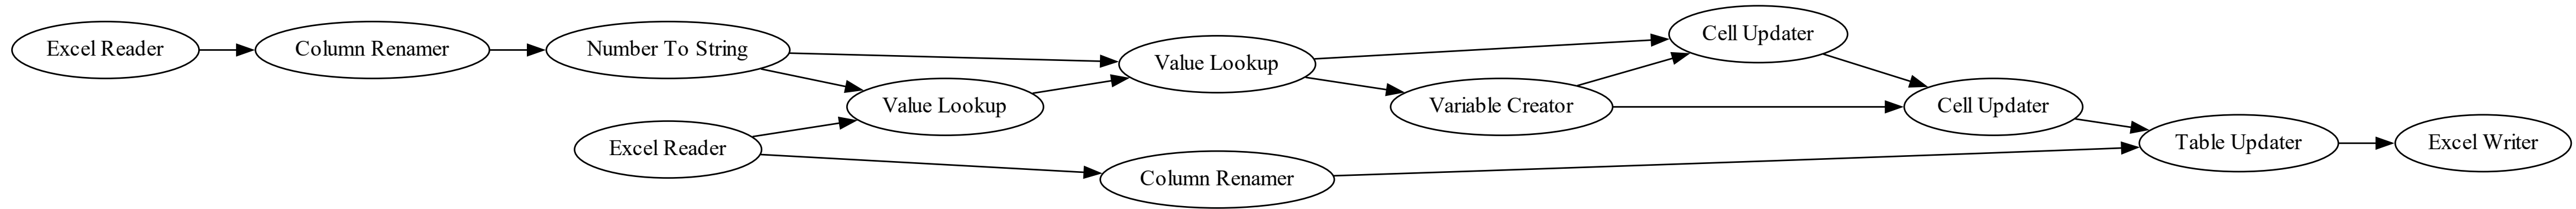 Excel Reader
Column Renamer
Number To String
Value Lookup
Cell Updater
Value Lookup
Variable Creator
Cell Updater
Excel Reader
Column Renamer
Table Updater
Excel Writer